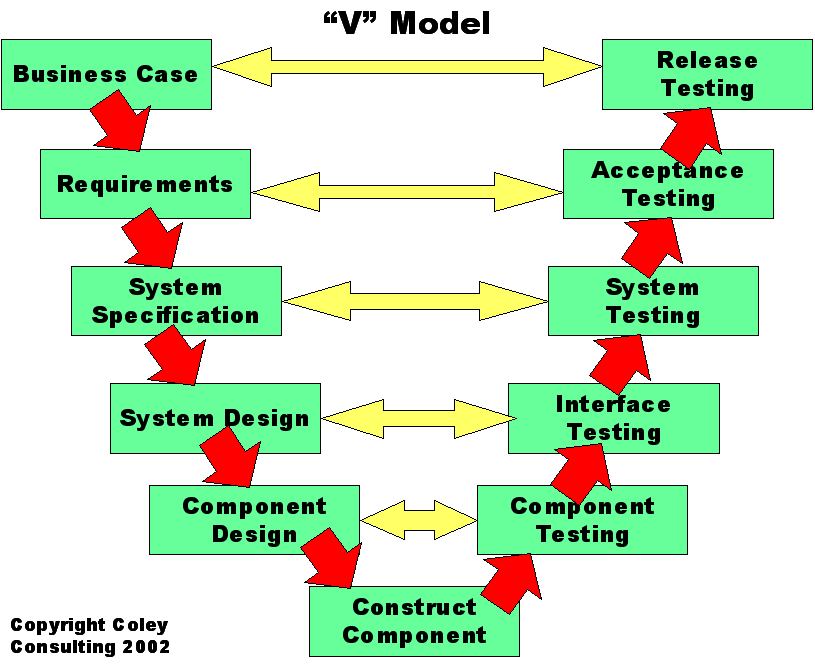 “V” Model
Business Case
Release
Testing
Requirements
Acceptance
Testing
System
Specification
System
Testing
System Design
Interface
Testing
Component
Design
Component
Testing
Construct
Component
Copyright Coley
Consulting 2002